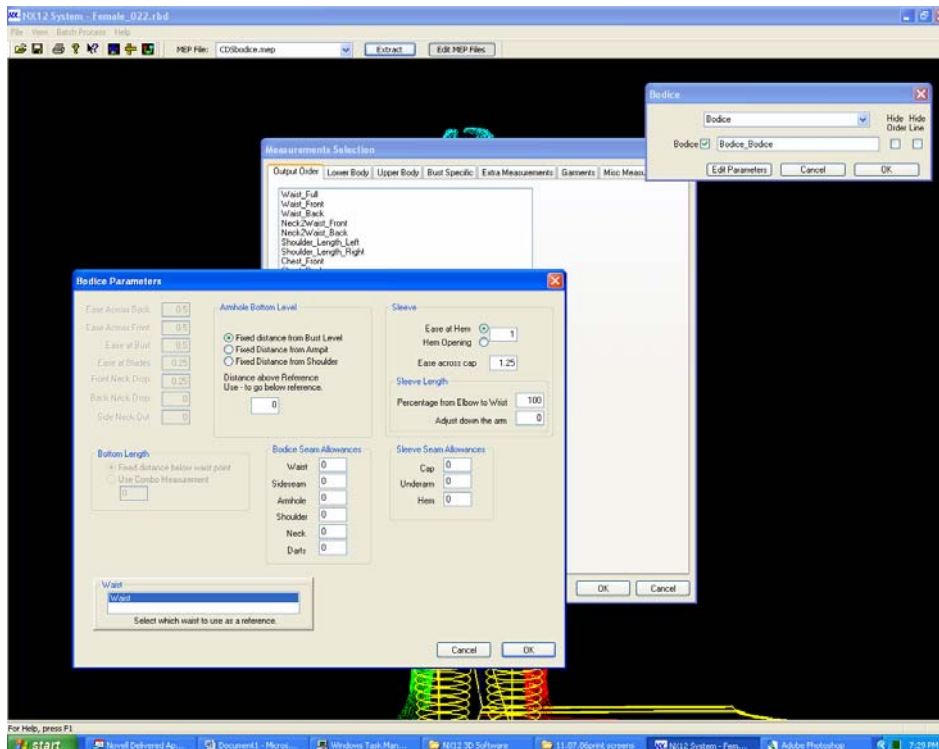 NX12 System - Female_022.rbd
File View Batch Process Help
MEP File: CDSbodice.mep Extract Edit MEP Files
Bodice
Bodice
Hide Hide
Order Line
Bodice Bodice_Bodice
Edit Parameters Cancel OK
Measurements Selection
Output Order Lower Body Upper Body Bust Specific Extra Measurements Garments Misc
Waist_Full
Waist_Front
Waist_Back
Neck2Waist_Front
Neck2Waist_Back
Shoulder_Length_Left
Shoulder_Length_Right
Chest_Front
OK Cancel
Bodice Parameters
Ease Across Back 0.5
Ease Across Front 0.5
Ease at Bust 0.5
Ease at Blades 0.25
Front Neck Drop 0.25
Back Neck Drop 0
Side Neck Out 0
Armhole Bottom Level
Fixed distance from Bust Level
Fixed Distance from Armpit
Fixed Distance from Shoulder
Distance above Reference
Use - to go below reference.
0
Sleeve
Ease at Hem 1
Hem Opening
Ease across cap 1.25
Sleeve Length
Percentage from Elbow to Wrist 100
Adjust down the arm 0
Bottom Length
Fixed distance below waist point
Use Combo Measurement
0
Bodice Seam Allowances
Waist 0
Sideseam 0
Armhole 0
Shoulder 0
Neck 0
Darts 0
Sleeve Seam Allowances
Cap 0
Underarm 0
Hem 0
Waist
Waist
Select which waist to use as a reference.
Cancel OK
For Help, press F1
start Novell Delivered Ap... Document1 - Micros... Windows Task Man... NX12 3D Software 11.07.06print screens NX12 System - Fem... Adobe Photoshop 7:29 PM